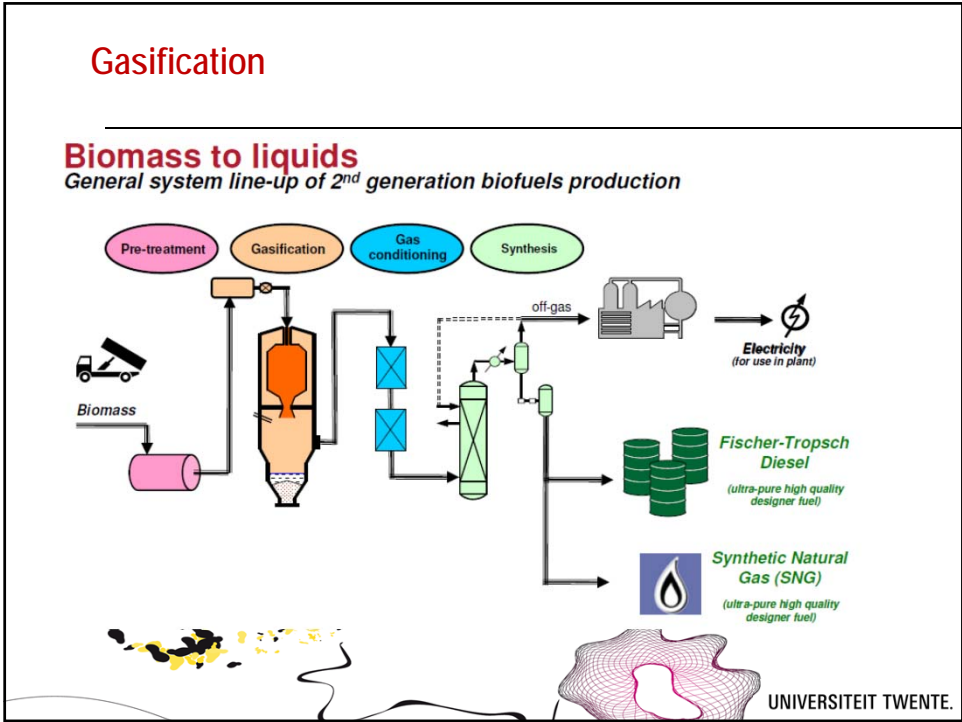 Gasification
Biomass to liquids
General system line-up of 2nd generation biofuels production
Pre-treatment
Gasification
Gas
conditioning
Synthesis
off-gas
Electricity
(for use in plant)
Biomass
Fischer-Tropsch
Diesel
(ultra-pure high quality
designer fuel)
Synthetic Natural
Gas (SNG)
(ultra-pure high quality
designer fuel)
UNIVERSITEIT TWENTE.